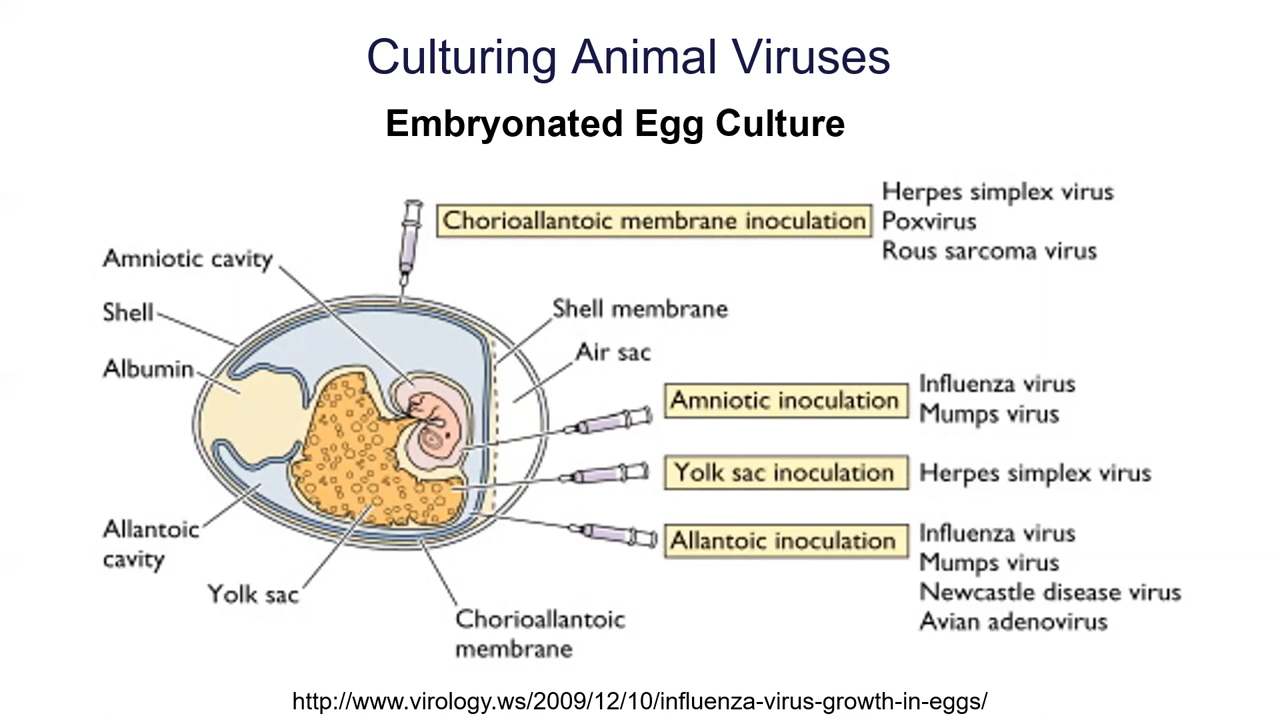 Culturing Animal Viruses
Embryonated Egg Culture
Chorioallantoic membrane inoculation
Herpes simplex virus
Poxvirus
Rous sarcoma virus
Amniotic cavity
Shell
Albumin
Shell membrane
Air sac
Amniotic inoculation
Influenza virus
Mumps virus
Yolk sac inoculation
Herpes simplex virus
Allantoic inoculation
Influenza virus
Mumps virus
Newcastle disease virus
Avian adenovirus
Allantoic
cavity
Yolk sac
Chorioallantoic
membrane
http://www.virology.ws/2009/12/10/influenza-virus-growth-in-eggs/